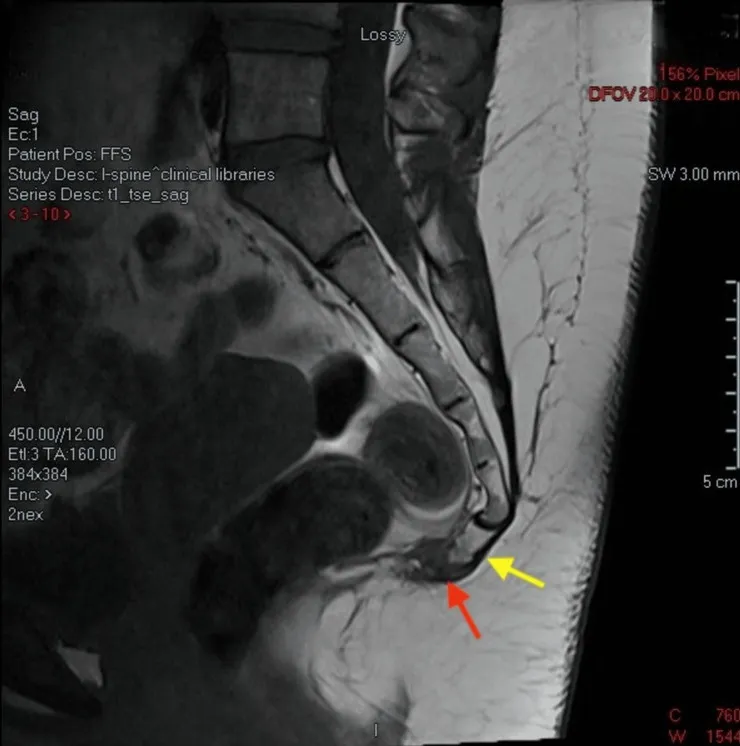 Lossy
156% Pixel
DFOV 20.0 x 20.0 cm
Sag
Ec:1
Patient Pos: FFS
Study Desc: l-spine^clinical libraries
Series Desc: t1_tse_sag
< 3 - 10 >
SW 3.00 mm
A
450.00//12.00
Etl:3 TA:160.00
384x384
Enc: >
2nex
5 cm
I
C 760
W 1544